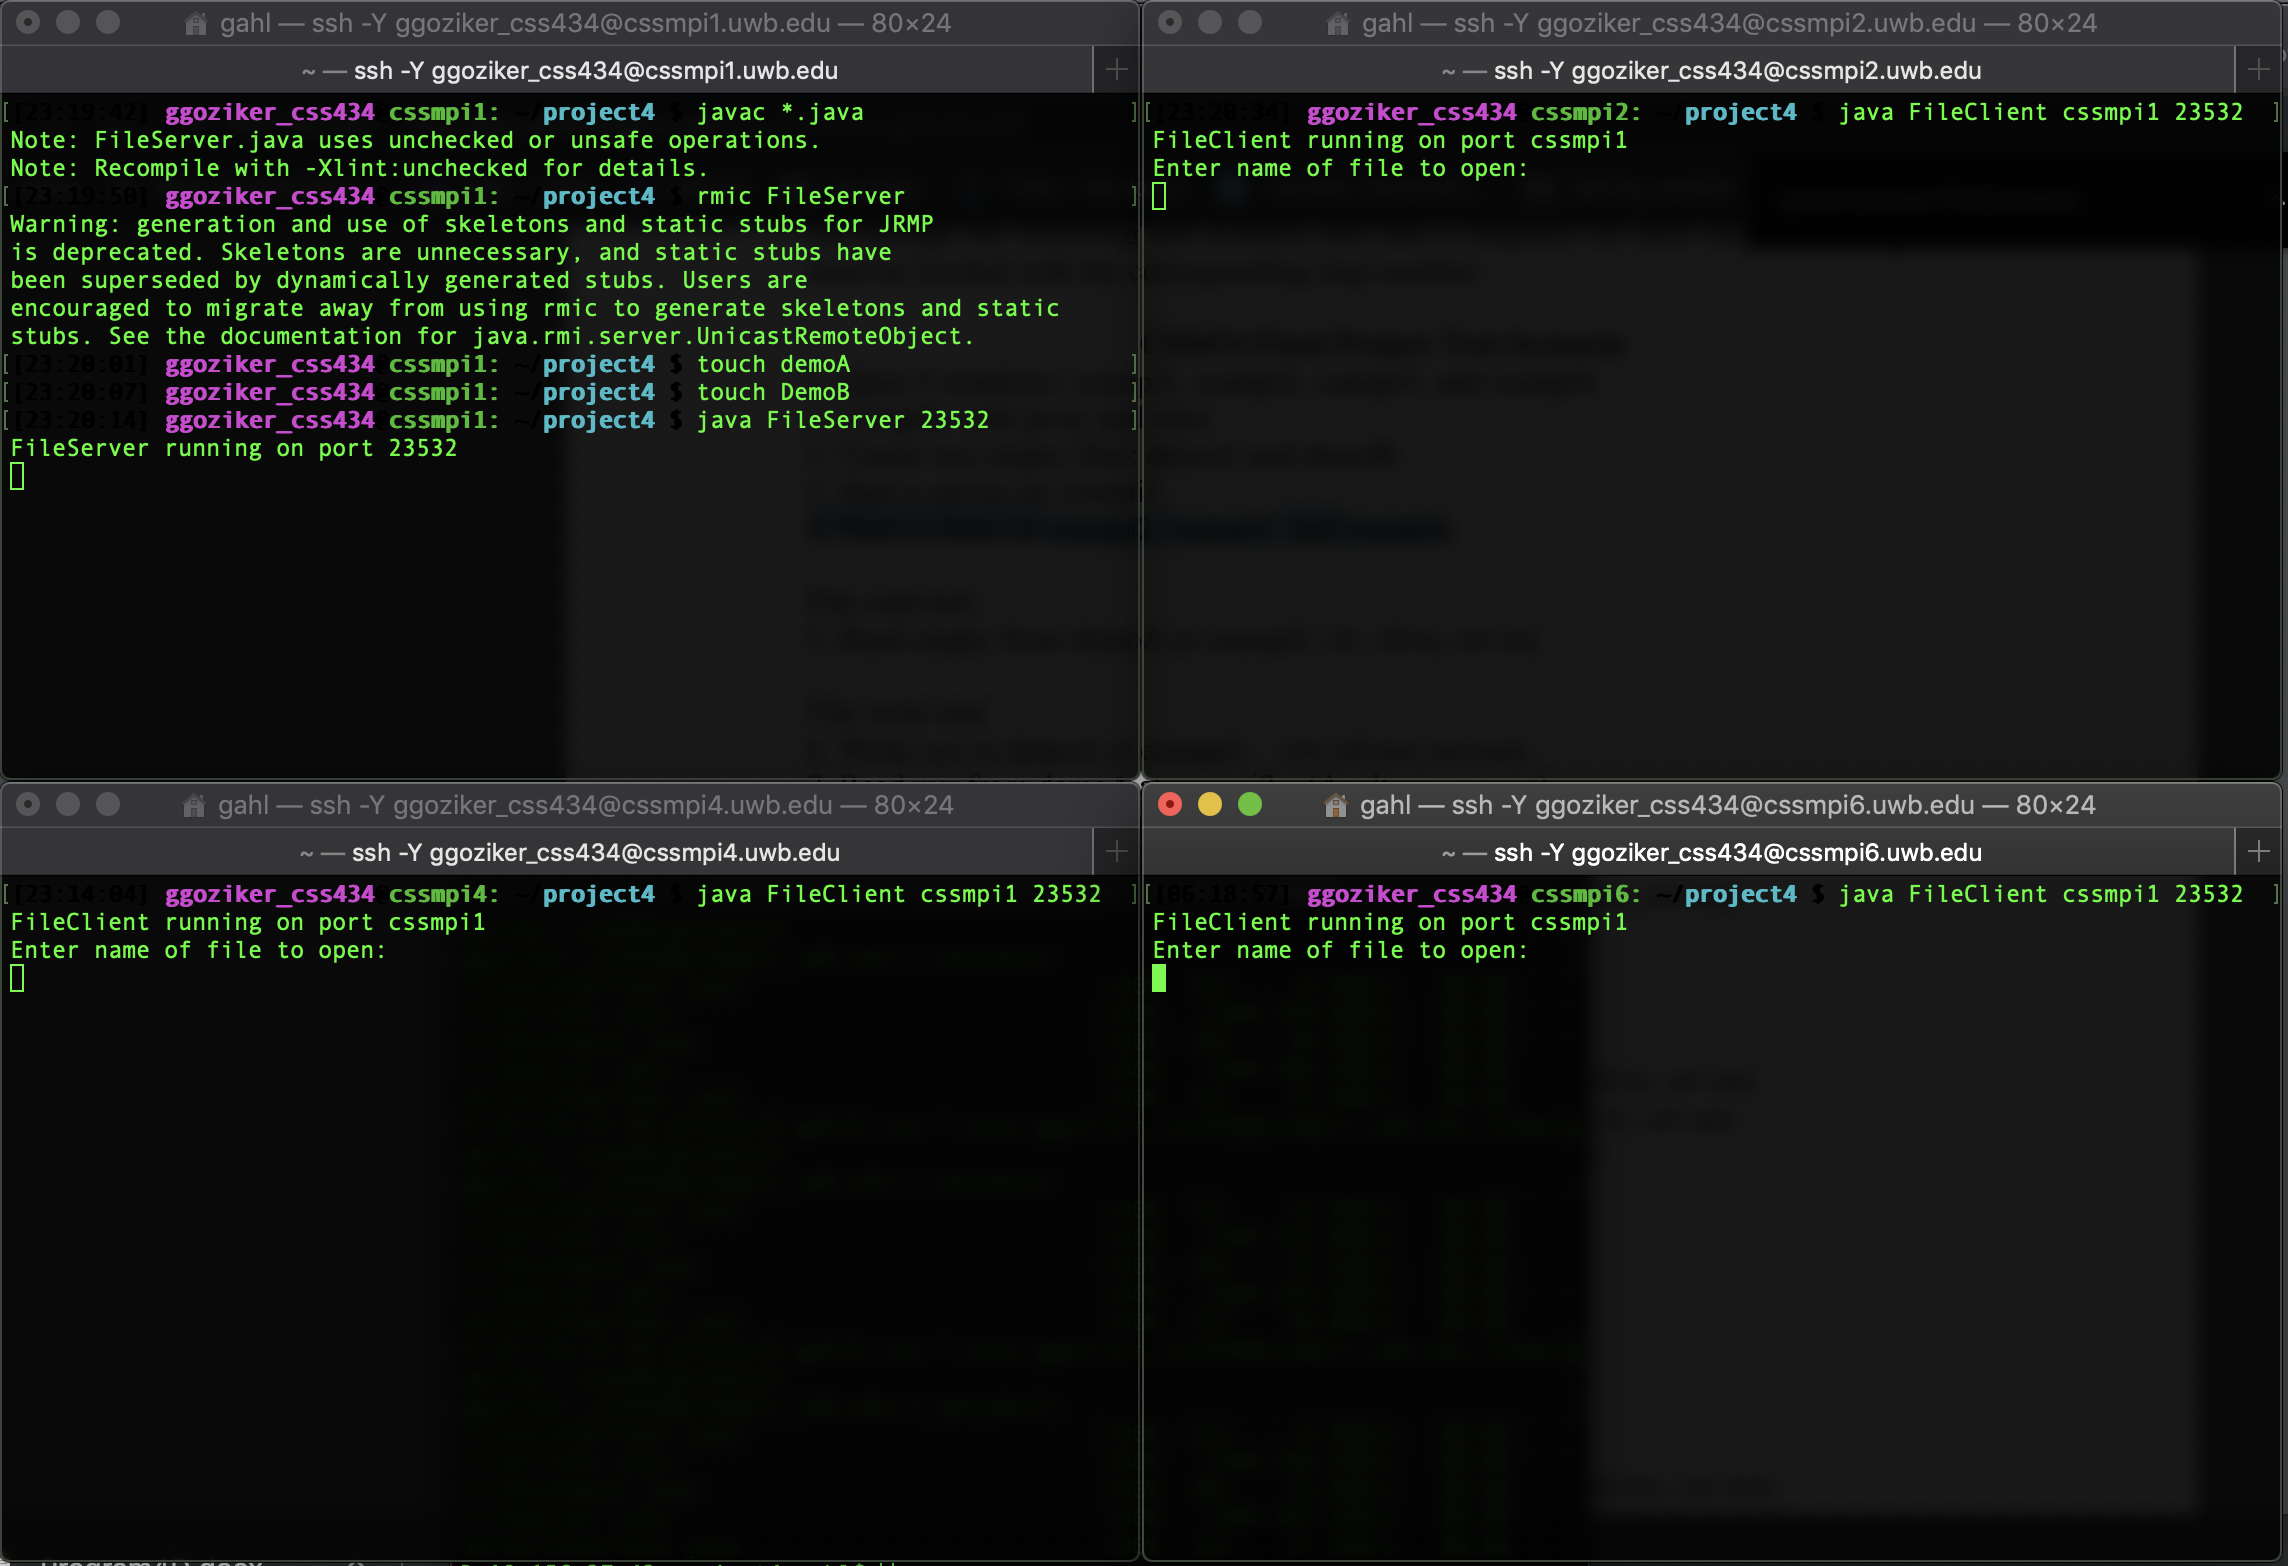 gahl — ssh -Y ggoziker_css434@cssmpi1.uwb.edu — 80×24
~ — ssh -Y ggoziker_css434@cssmpi1.uwb.edu
[[23:19:42] ggoziker_css434 cssmpi1: ~/project4 $ javac *.java ]
Note: FileServer.java uses unchecked or unsafe operations.
Note: Recompile with -Xlint:unchecked for details.
[[23:19:50] ggoziker_css434 cssmpi1: ~/project4 $ rmic FileServer ]
Warning: generation and use of skeletons and static stubs for JRMP
is deprecated. Skeletons are unnecessary, and static stubs have
been superseded by dynamically generated stubs. Users are
encouraged to migrate away from using rmic to generate skeletons and static
stubs. See the documentation for java.rmi.server.UnicastRemoteObject.
[[23:20:01] ggoziker_css434 cssmpi1: ~/project4 $ touch demoA ]
[[23:20:07] ggoziker_css434 cssmpi1: ~/project4 $ touch DemoB ]
[[23:20:14] ggoziker_css434 cssmpi1: ~/project4 $ java FileServer 23532 ]
FileServer running on port 23532
gahl — ssh -Y ggoziker_css434@cssmpi2.uwb.edu — 80×24
~ — ssh -Y ggoziker_css434@cssmpi2.uwb.edu
[[23:20:34] ggoziker_css434 cssmpi2: ~/project4 $ java FileClient cssmpi1 23532 ]
FileClient running on port cssmpi1
Enter name of file to open:
gahl — ssh -Y ggoziker_css434@cssmpi4.uwb.edu — 80×24
~ — ssh -Y ggoziker_css434@cssmpi4.uwb.edu
[[23:14:04] ggoziker_css434 cssmpi4: ~/project4 $ java FileClient cssmpi1 23532 ]
FileClient running on port cssmpi1
Enter name of file to open:
gahl — ssh -Y ggoziker_css434@cssmpi6.uwb.edu — 80×24
~ — ssh -Y ggoziker_css434@cssmpi6.uwb.edu
[[06:18:57] ggoziker_css434 cssmpi6: ~/project4 $ java FileClient cssmpi1 23532 ]
FileClient running on port cssmpi1
Enter name of file to open: